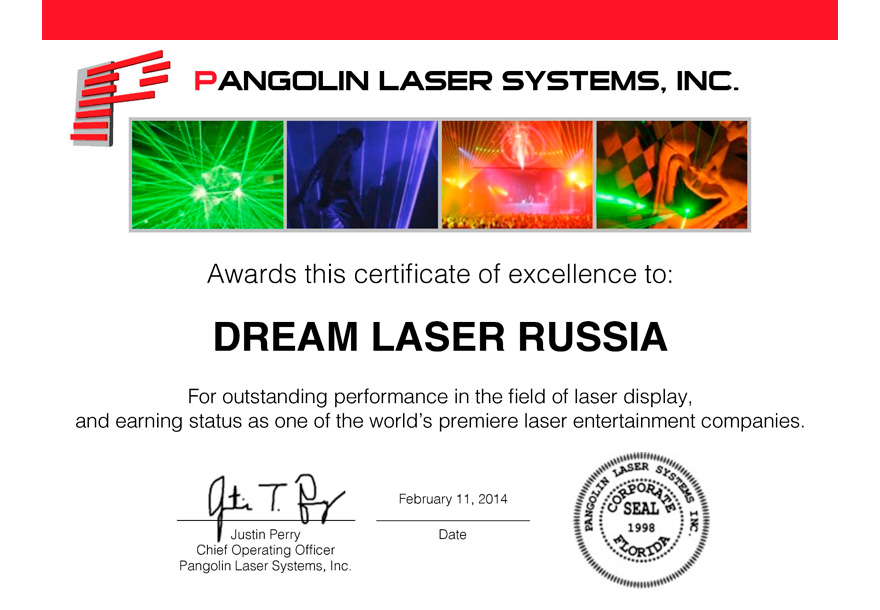 PANGOLIN LASER SYSTEMS, INC.
Awards this certificate of excellence to:
DREAM LASER RUSSIA
For outstanding performance in the field of laser display,
and earning status as one of the world's premiere laser entertainment companies.
Justin T. Perry
February 11, 2014
Justin Perry
Date
Chief Operating Officer
Pangolin Laser Systems, Inc.
PANGOLIN LASER SYSTEMS INC.
CORPORATE
SEAL
1998
FLORIDA